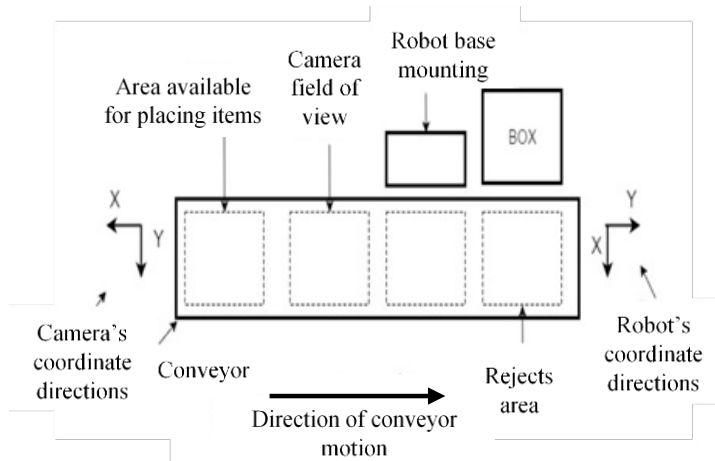 Robot base
mounting
Camera
field of
view
Area available
for placing items
BOX
X
Y
Y
X
Camera's
coordinate
directions
Conveyor
Rejects
area
Robot's
coordinate
directions
Direction of conveyor
motion